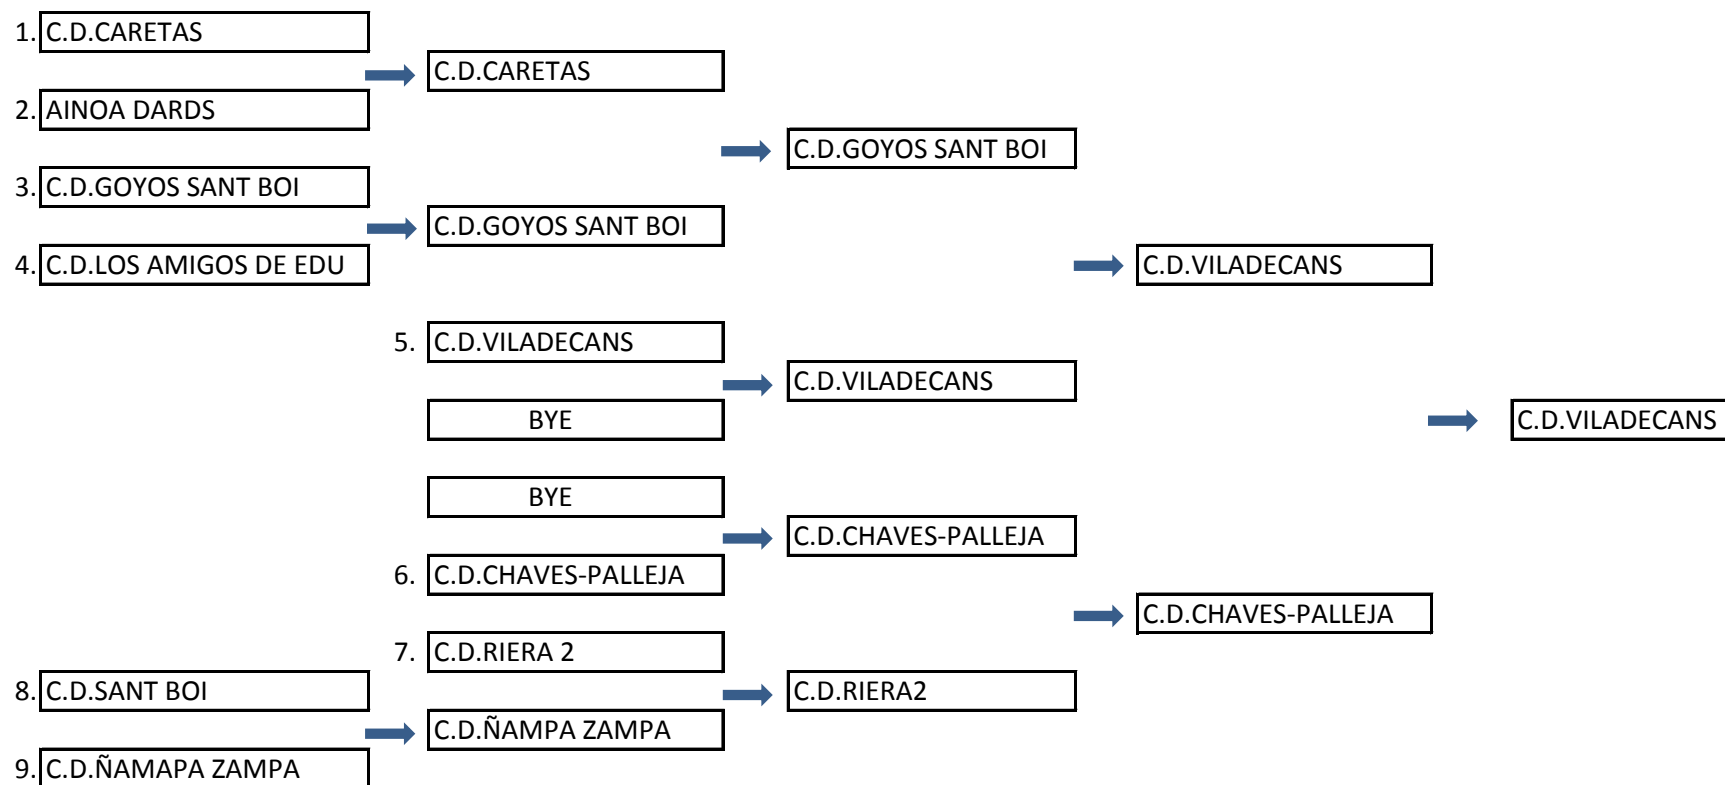 1. C.D.CARETAS
C.D.CARETAS
2. AINOA DARDS
C.D.GOYOS SANT BOI
3. C.D.GOYOS SANT BOI
C.D.GOYOS SANT BOI
4. C.D.LOS AMIGOS DE EDU
C.D.VILADECANS
5. C.D.VILADECANS
C.D.VILADECANS
BYE
C.D.VILADECANS
BYE
C.D.CHAVES-PALLEJA
6. C.D.CHAVES-PALLEJA
C.D.CHAVES-PALLEJA
7. C.D.RIERA 2
8. C.D.SANT BOI
C.D.RIERA2
C.D.ÑAMPA ZAMPA
9. C.D.ÑAMAPA ZAMPA